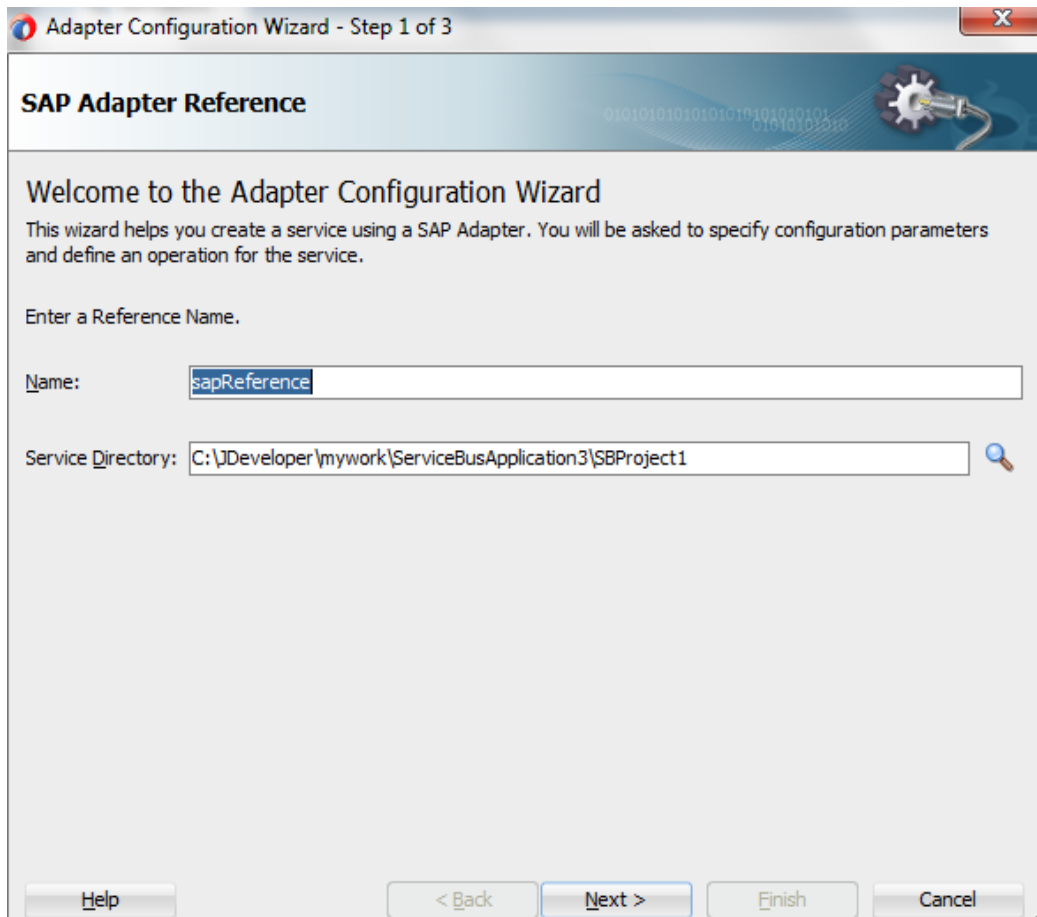 Adapter Configuration Wizard - Step 1 of 3
X
SAP Adapter Reference
Welcome to the Adapter Configuration Wizard
This wizard helps you create a service using a SAP Adapter. You will be asked to specify configuration parameters
and define an operation for the service.
Enter a Reference Name.
Name: sapReference
Service Directory: C:\JDeveloper\mywork\ServiceBusApplication3\SBProject1
Help < Back Next > Finish Cancel